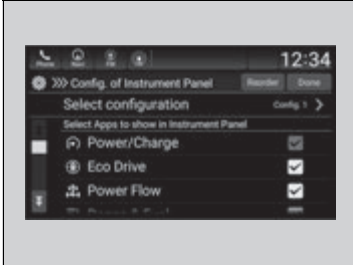 Phone
12:34
Config. of Instrument Panel Reorder Done
Select configuration Config. 1
Select Apps to show in Instrument Panel
Power/Charge
Eco Drive
Power Flow